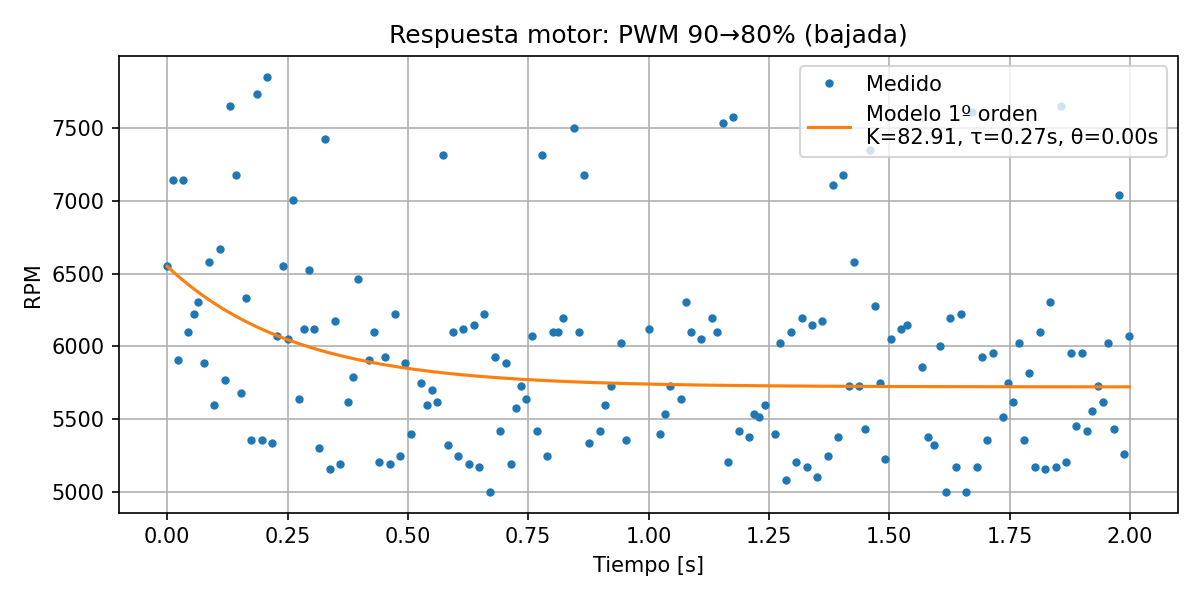 Respuesta motor: PWM 90→80% (bajada)
Medido
Modelo 1º orden
K=82.91, τ=0.27s, θ=0.00s
7500
7000
6500
6000
5500
5000
RPM
0.00 0.25 0.50 0.75 1.00 1.25 1.50 1.75 2.00
Tiempo [s]